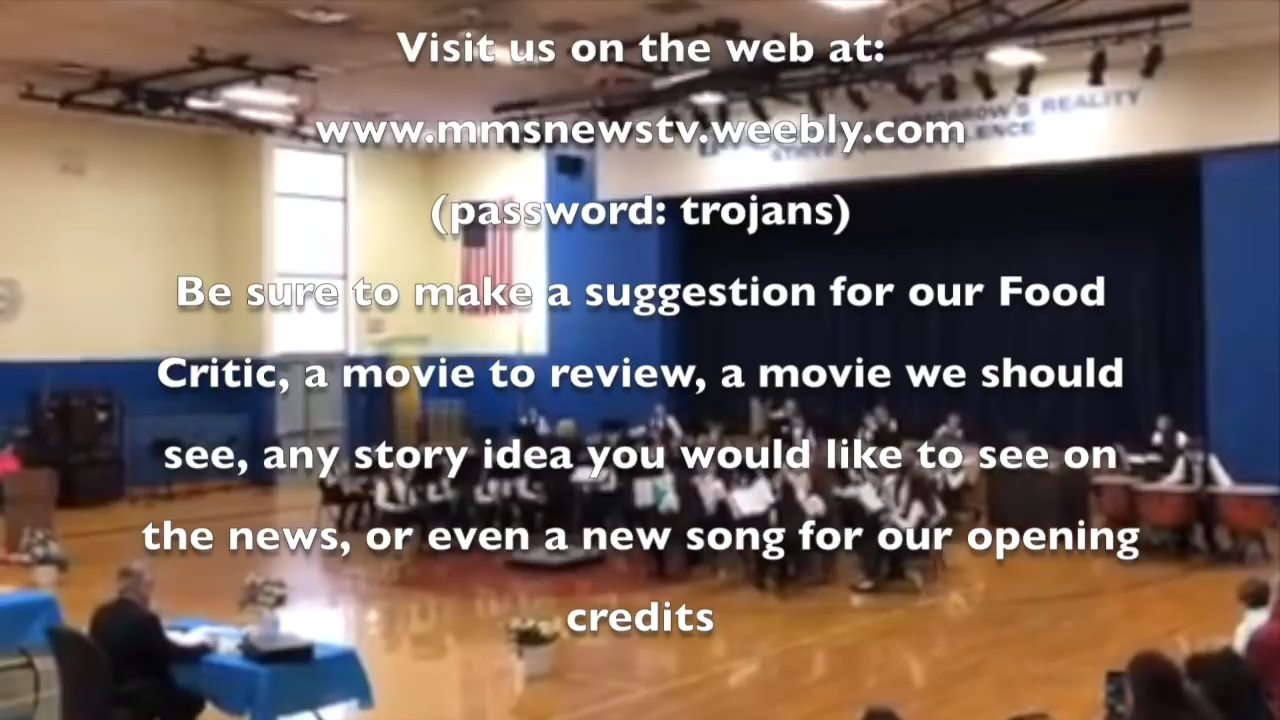 Visit us on the web at:
www.mmsnewstv.weebly.com
(password: trojans)
Be sure to make a suggestion for our Food
Critic, a movie to review, a movie we should
see, any story idea you would like to see on
the news, or even a new song for our opening
credits
REALITY